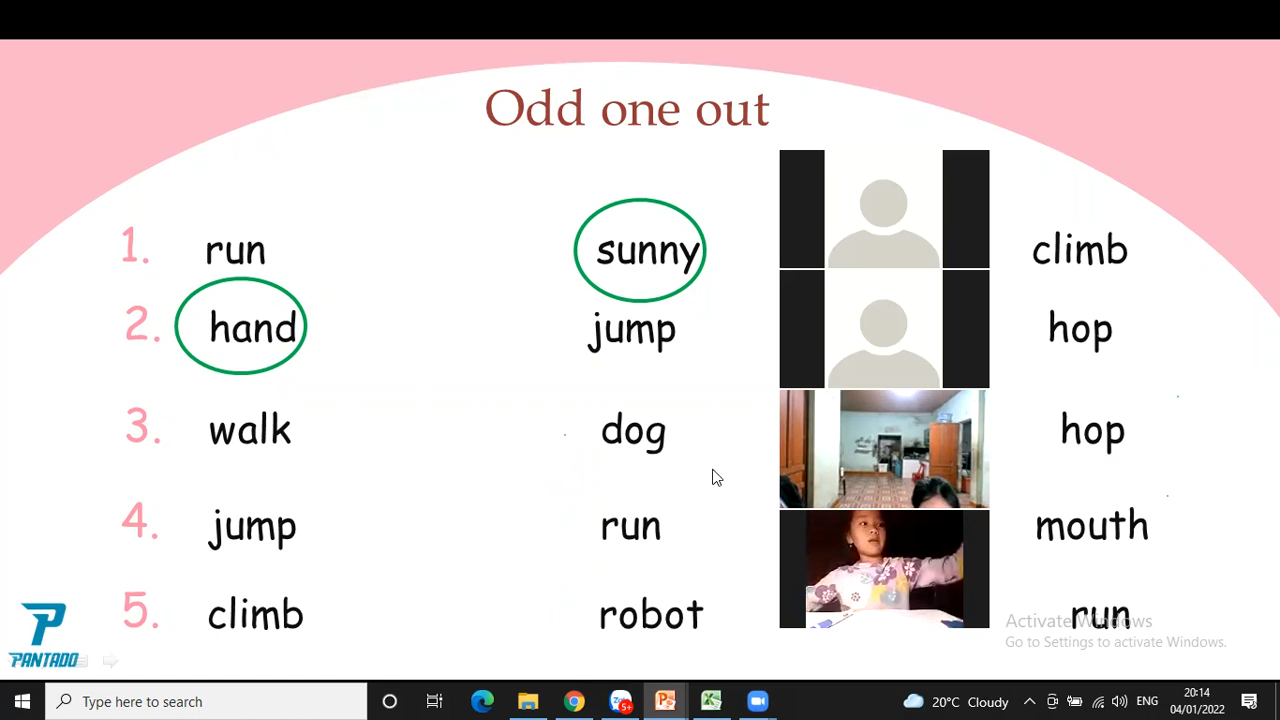 Odd one out
1. run sunny climb
2. hand jump hop
3. walk dog hop
4. jump run mouth
5. climb robot run
Activate Windows
Go to Settings to activate Windows.
PANTADO
Type here to search
5+
20°C Cloudy
ENG
20:14
04/01/2022